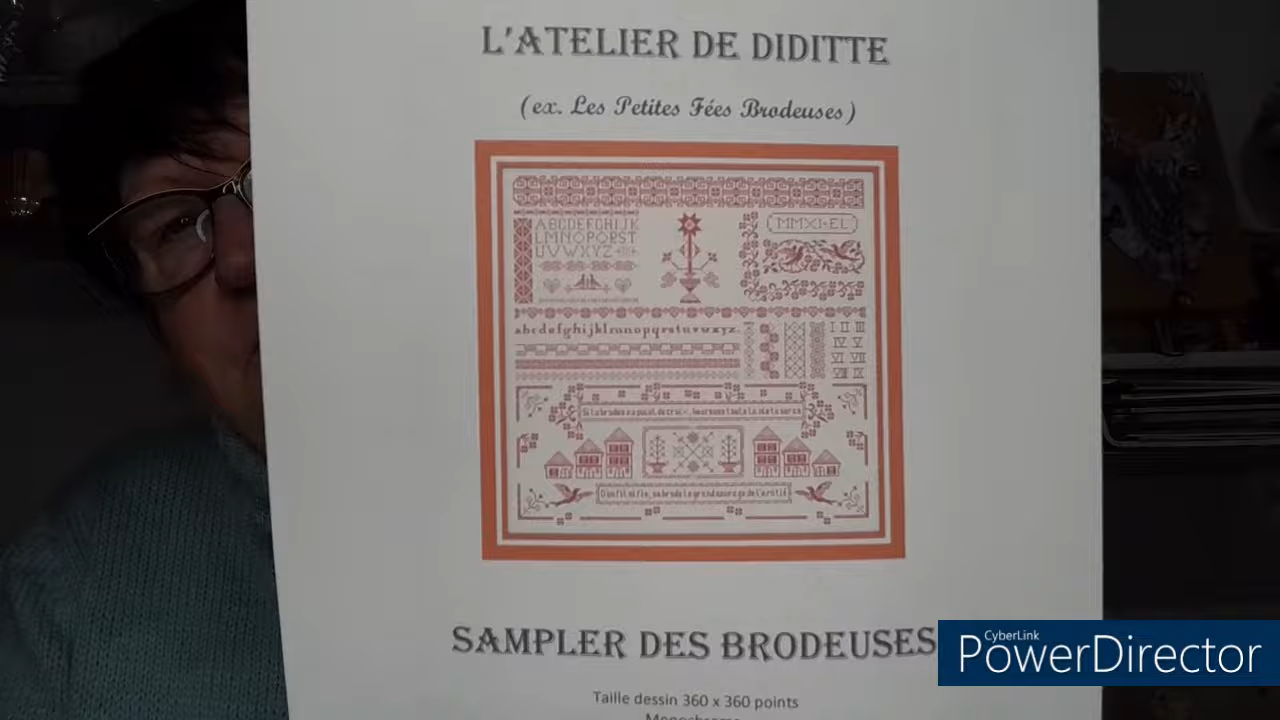 L'ATELIER DE DIDITTE
(ex. Les Petites Fées Brodeuses)
ABCDEFGHIJK
LMNOPQRST
UVWXYZ
MMXI·EL
abcdefghijklmnopqrstuvwxyz.
I II III
IV V
VI VII
VIII IX
SAMPLER DES BRODEUSES
Taille dessin 360 x 360 points
CyberLink
PowerDirector